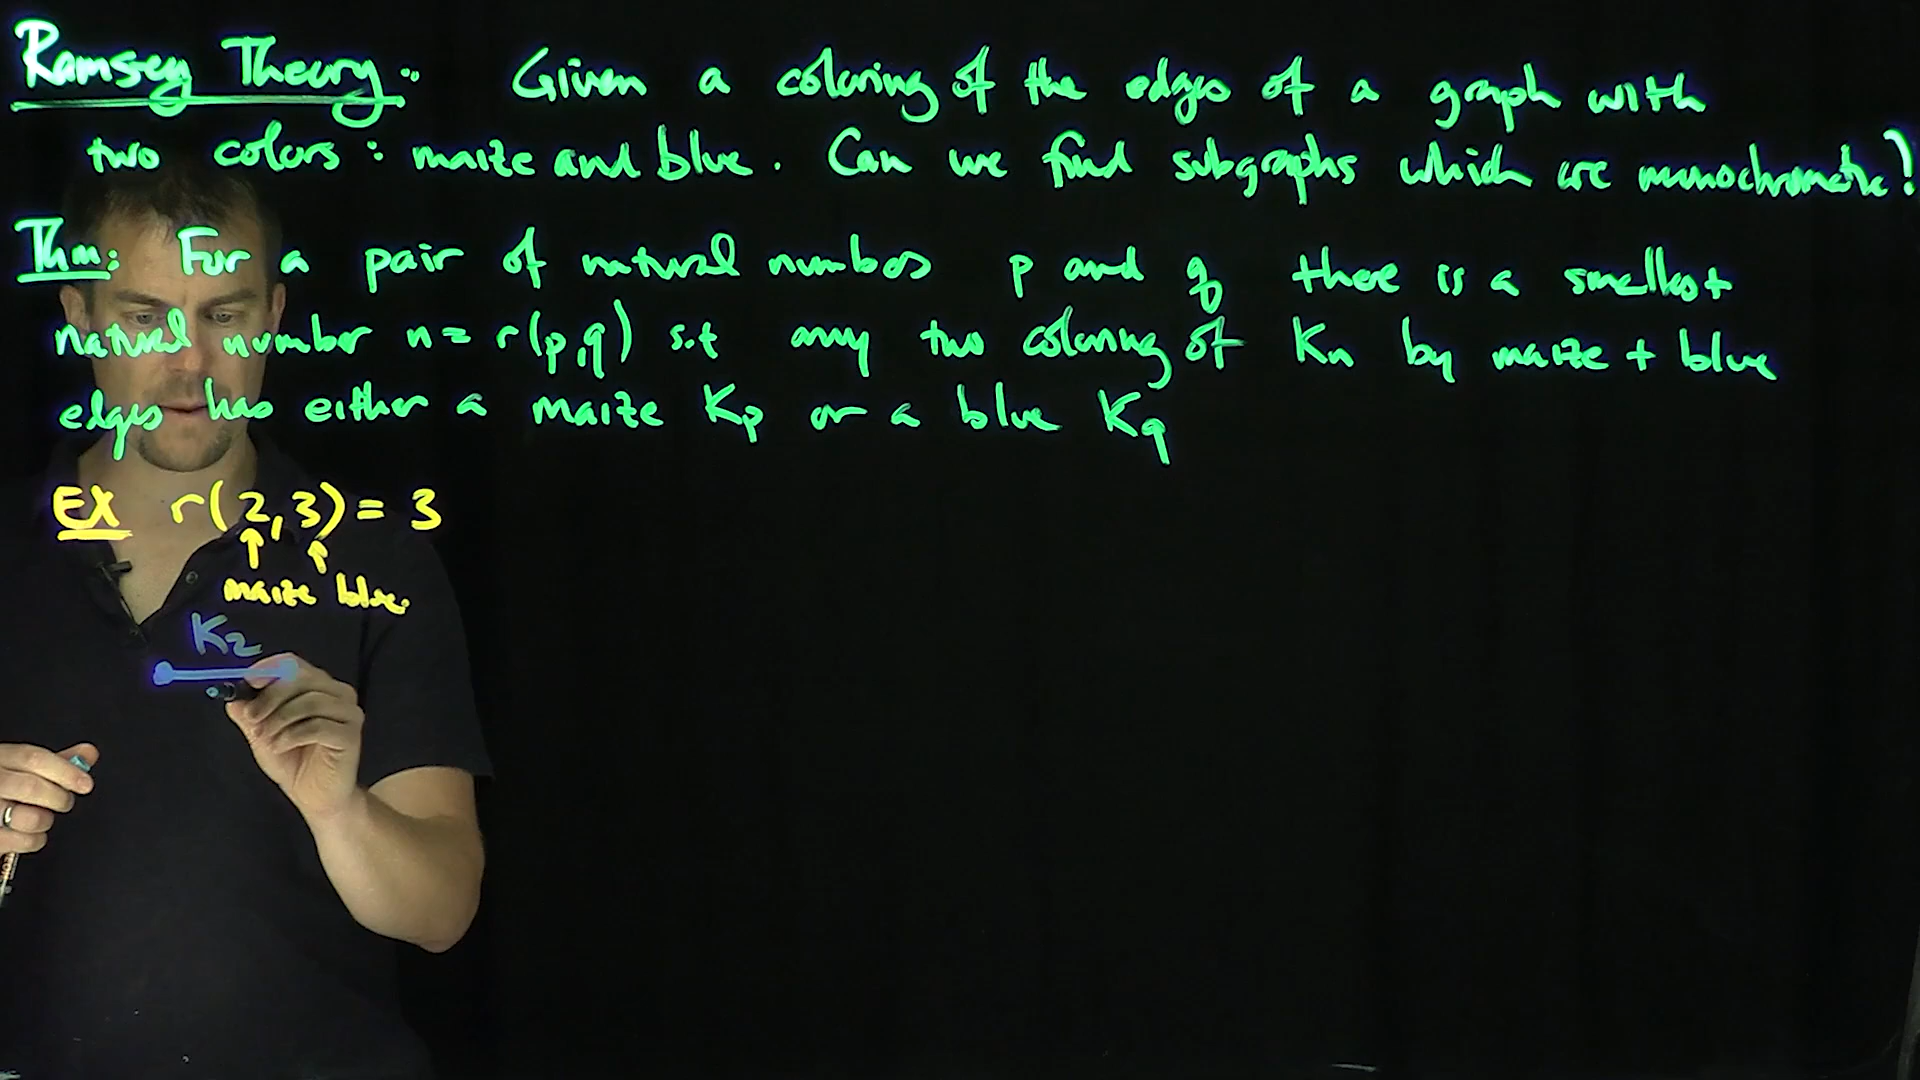 Ramsey Theory: Given a coloring of the edges of a graph with
two colors: maize and blue. Can we find subgraphs which are monochromatic?
Thm: For a pair of natural numbers p and q there is a smallest
natural number n = r(p,q) s.t any two coloring of Kn by maize + blue
edges has either a maize Kp or a blue Kq
EX r(2,3) = 3
maize blue.
K2